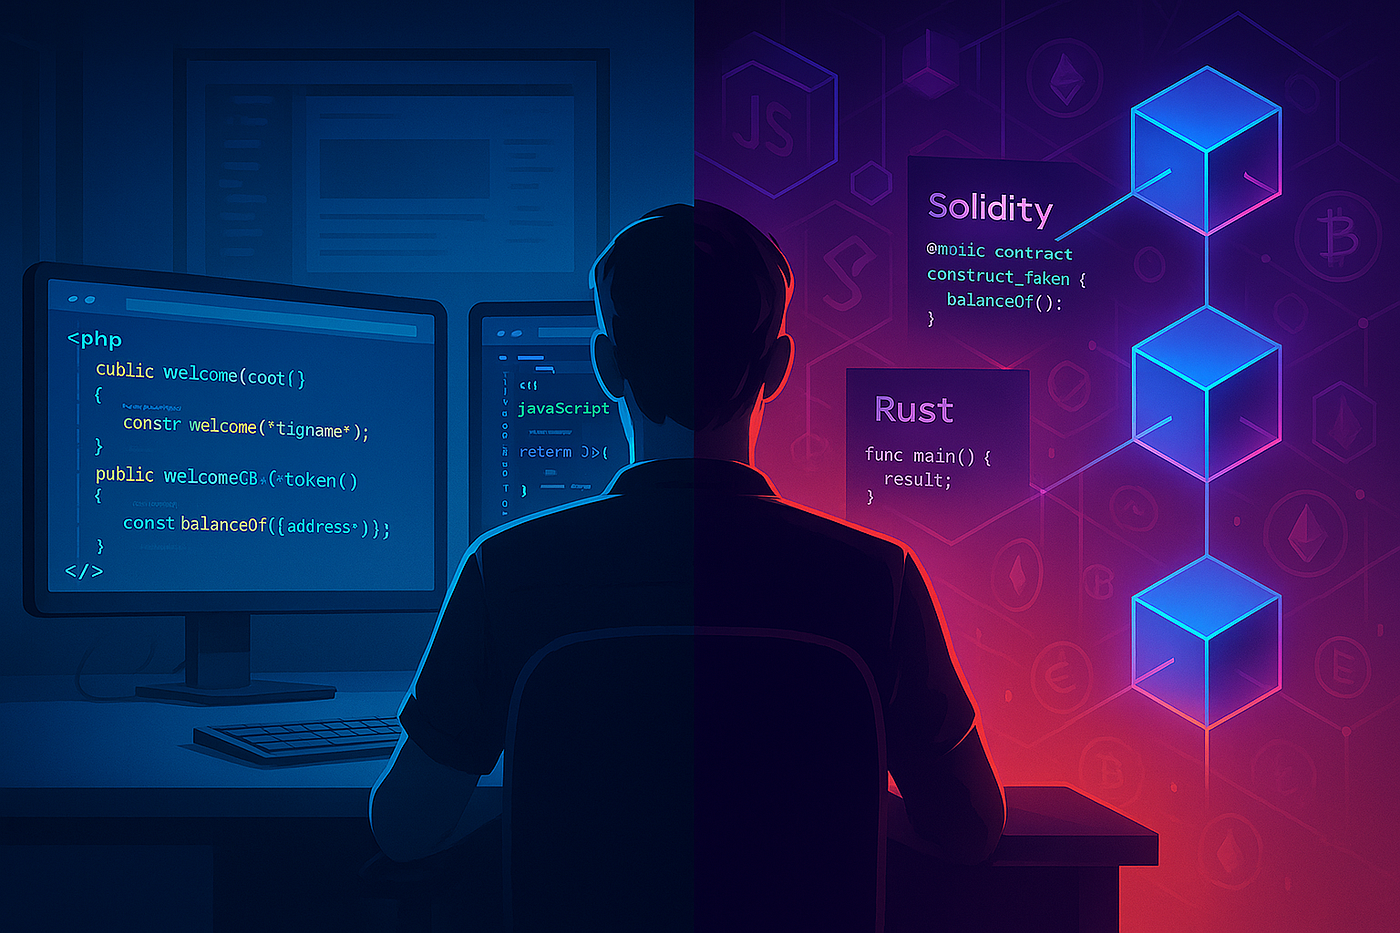 <php
cublic welcome(coot(}
{
constr welcome(*tigname*);
}
public welcomeGB (*token()
{
const balanceOf({address )};
}
</>
javaScript
reterm
}
JS
Solidity
@moiic contract
construct_faken {
balanceOf():
}
Rust
func main() {
result;
}